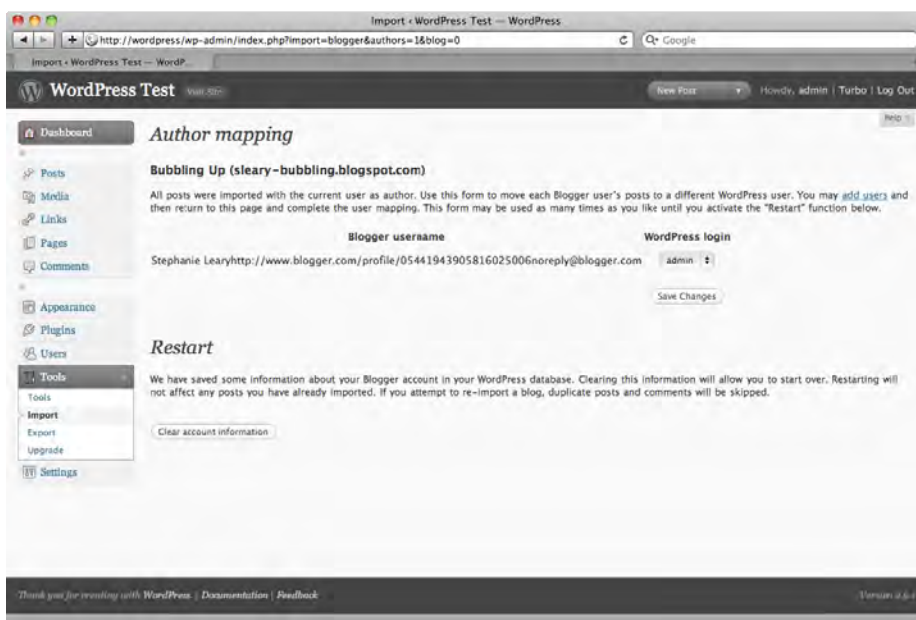 Import ‹ WordPress Test — WordPress
http://wordpress/wp-admin/index.php?import=blogger&authors=1&blog=0
Google
Import ‹ WordPress Test — WordP...
WordPress Test
Visit Site
New Post
Howdy, admin | Turbo | Log Out
Help
Dashboard
Posts
Media
Links
Pages
Comments
Appearance
Plugins
Users
Tools
Tools
Import
Export
Upgrade
Settings
Author mapping
Bubbling Up (sleary-bubbling.blogspot.com)
All posts were imported with the current user as author. Use this form to move each Blogger user's posts to a different WordPress user. You may add users and
then return to this page and complete the user mapping. This form may be used as many times as you like until you activate the "Restart" function below.
Blogger username WordPress login
Stephanie Learyhttp://www.blogger.com/profile/05441943905816025006noreply@blogger.com admin
Save Changes
Restart
We have saved some information about your Blogger account in your WordPress database. Clearing this information will allow you to start over. Restarting will
not affect any posts you have already imported. If you attempt to re-import a blog, duplicate posts and comments will be skipped.
Clear account information
Thank you for creating with WordPress | Documentation | Feedback
Version